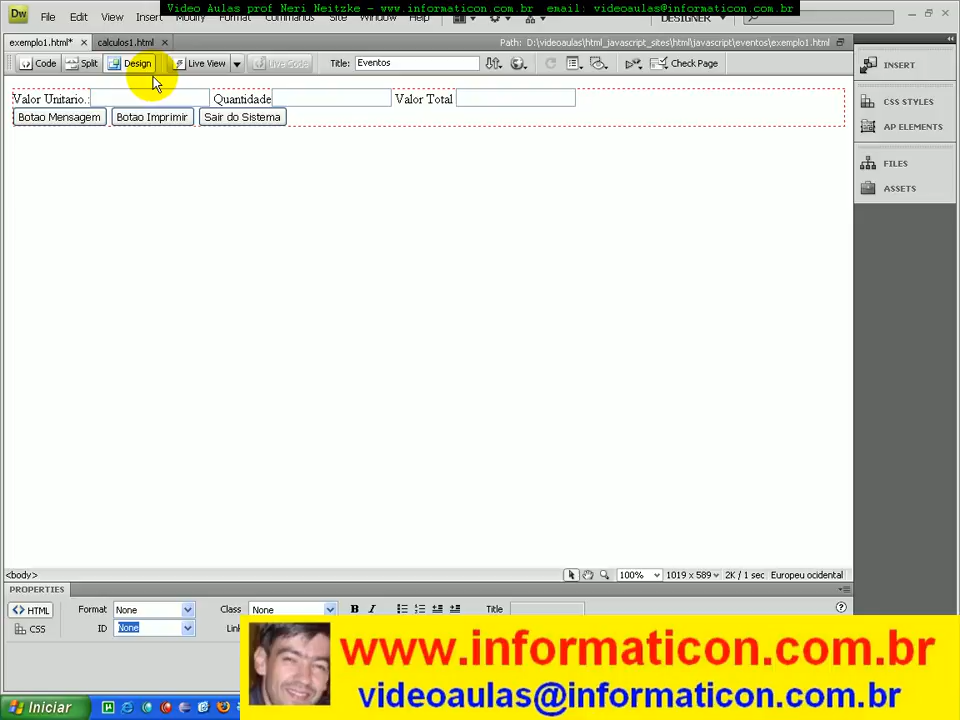 Video Aulas prof Neri Neitzke - www.informaticon.com.br email: videoaulas@informaticon.com.br
Dw File Edit View Insert Modify Format Commands Site Window Help DESIGNER
exemplo1.html* calculos1.html Path: D:\videoaulas\html_javascript_sites\html\javascript\eventos\exemplo1.html
Code Split Design Live View Live Code Title: Eventos Check Page
INSERT
CSS STYLES
AP ELEMENTS
FILES
ASSETS
Valor Unitario.: Quantidade Valor Total
Botao Mensagem Botao Imprimir Sair do Sistema
<body> 100% 1019 x 589 2K / 1 sec Europeu ocidental
PROPERTIES
HTML Format None Class None B I Title
CSS ID None Link
www.informaticon.com.br
videoaulas@informaticon.com.br
Iniciar